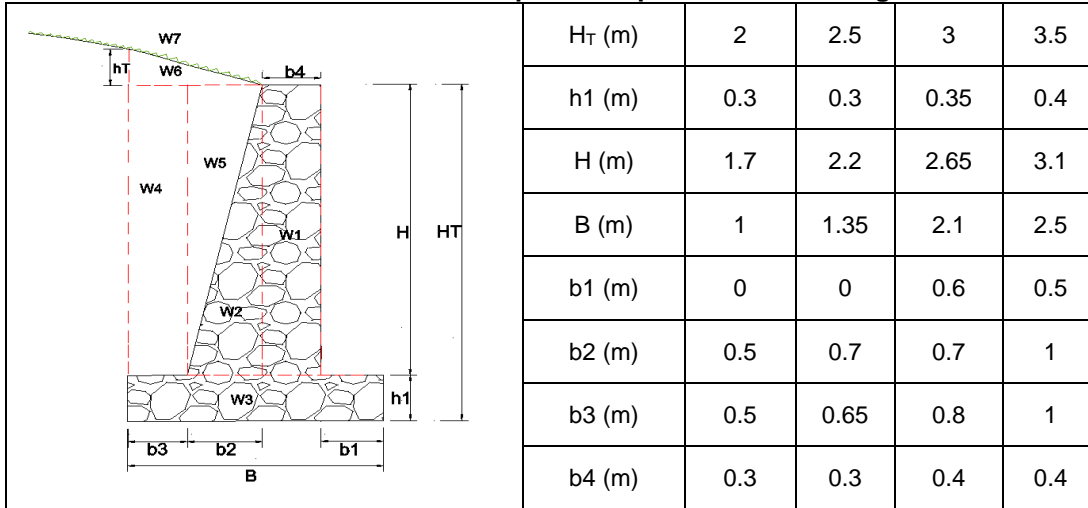 W7
hT
W6
b4
W5
W4
W1
H
HT
W2
W3
h1
b3
b2
b1
B
HT (m) 2 2.5 3 3.5
h1 (m) 0.3 0.3 0.35 0.4
H (m) 1.7 2.2 2.65 3.1
B (m) 1 1.35 2.1 2.5
b1 (m) 0 0 0.6 0.5
b2 (m) 0.5 0.7 0.7 1
b3 (m) 0.5 0.65 0.8 1
b4 (m) 0.3 0.3 0.4 0.4